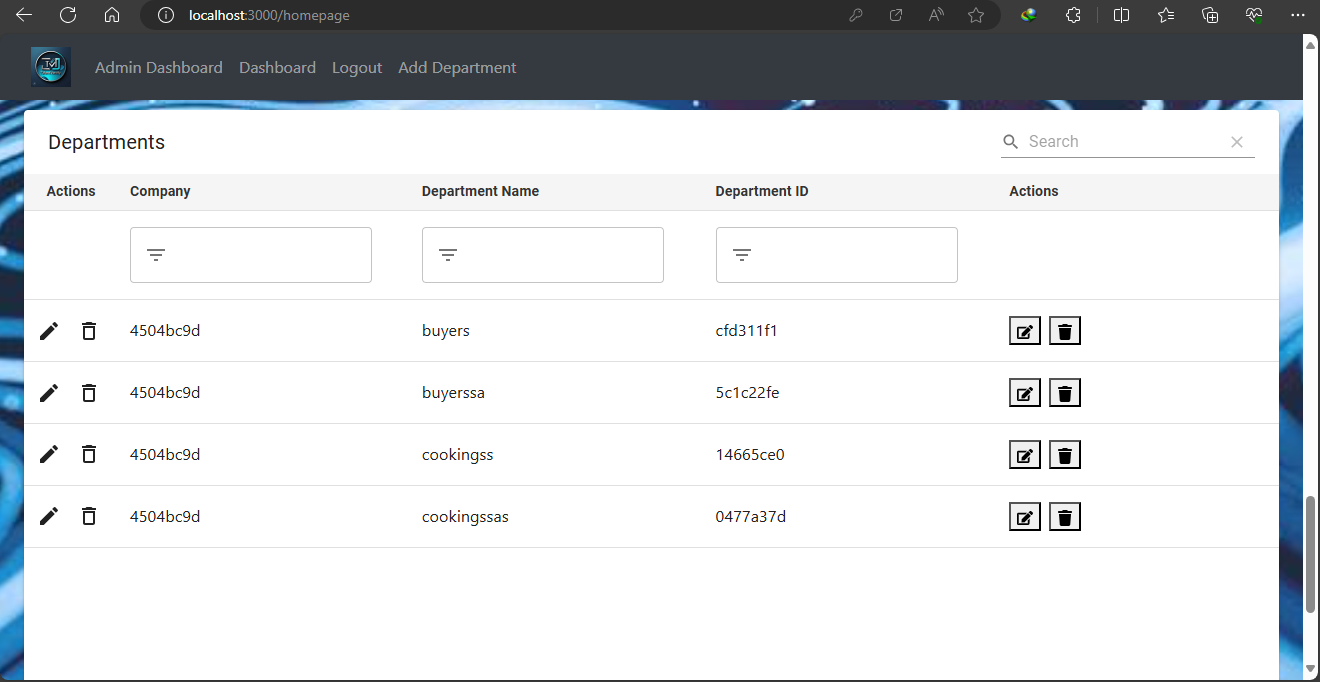 localhost:3000/homepage
Admin Dashboard Dashboard Logout Add Department
Departments
Search
Actions Company Department Name Department ID Actions
4504bc9d buyers cfd311f1
4504bc9d buyerssa 5c1c22fe
4504bc9d cookingss 14665ce0
4504bc9d cookingssas 0477a37d